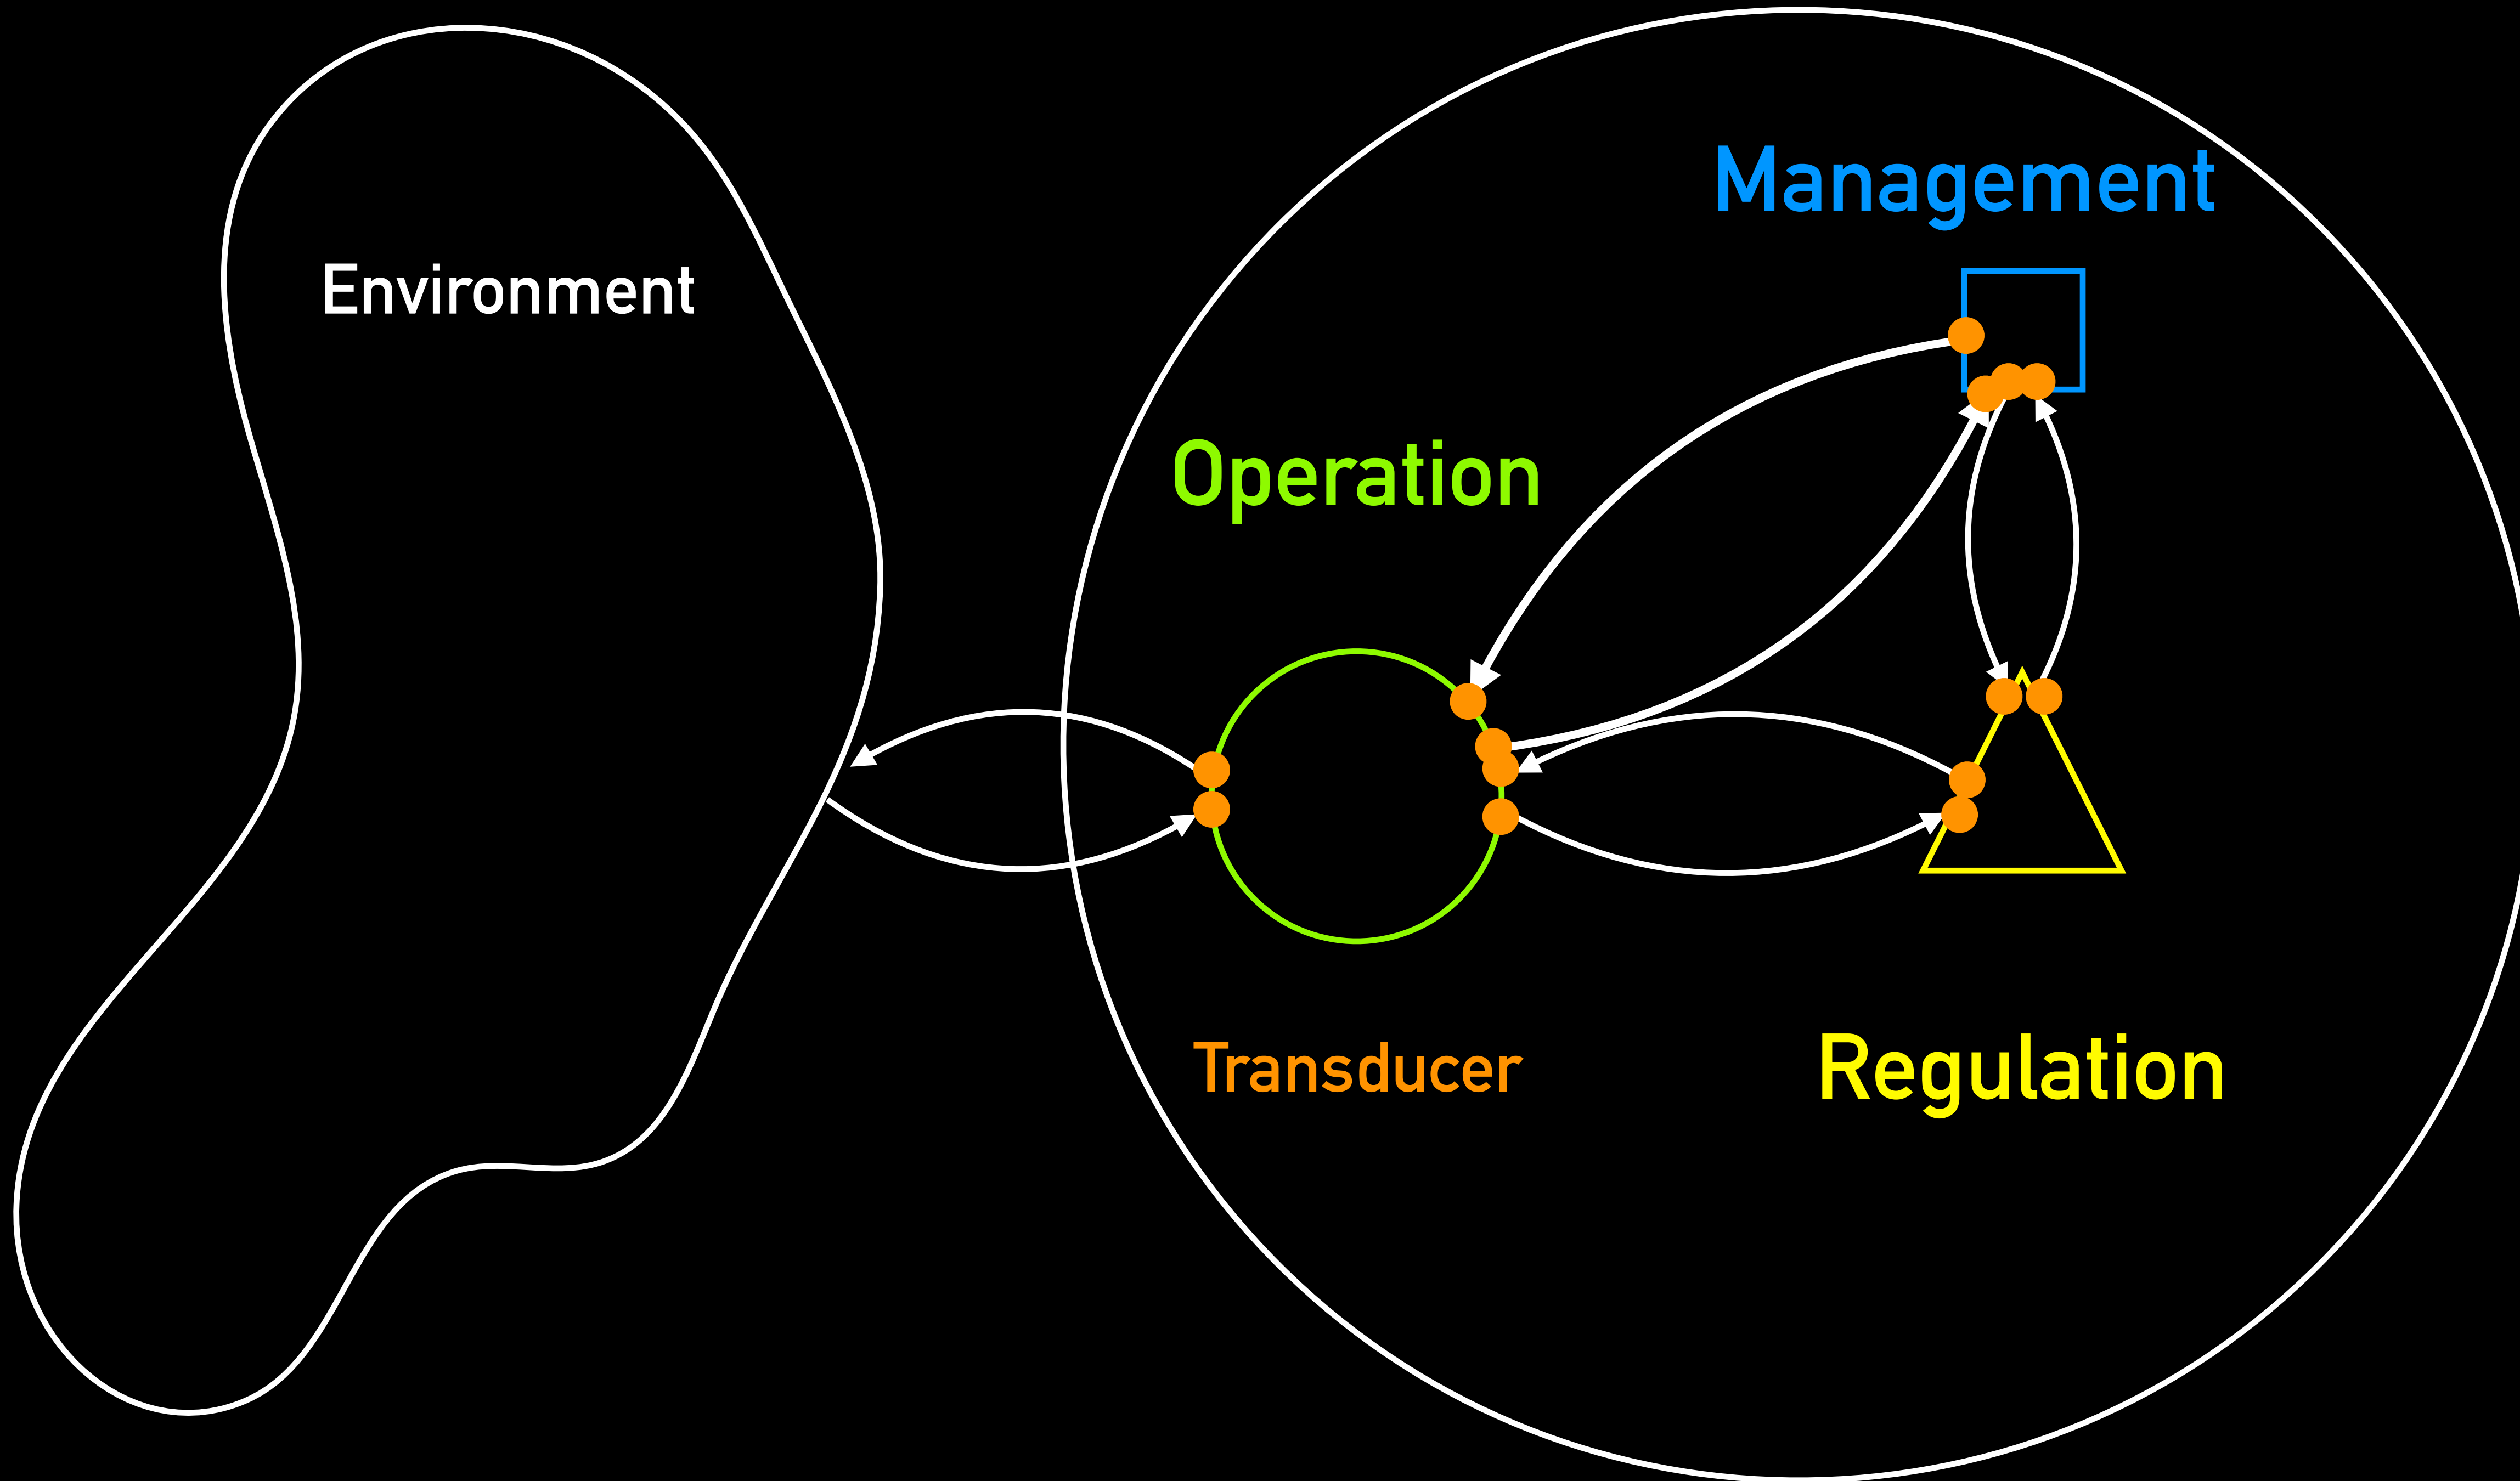 Management
Environment
Operation
Transducer
Regulation